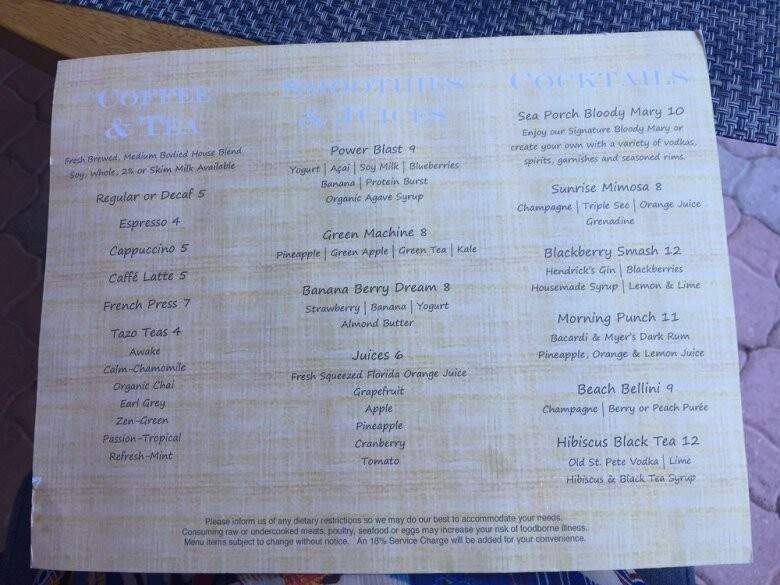 COFFEE
& TEA
Fresh Brewed, Medium Bodied House Blend
Soy, Whole, 2% or Skim Milk Available
Regular or Decaf 5
Espresso 4
Cappuccino 5
Caffé Latte 5
French Press 7
Tazo Teas 4
Awake
Calm-Chamomile
Organic Chai
Earl Grey
Zen-Green
Passion-Tropical
Refresh-Mint
SMOOTHIES
& JUICES
Power Blast 9
Yogurt | Açai | Soy Milk | Blueberries
Banana | Protein Burst
Organic Agave Syrup
Green Machine 8
Pineapple | Green Apple | Green Tea | Kale
Banana Berry Dream 8
Strawberry | Banana | Yogurt
Almond Butter
Juices 6
Fresh Squeezed Florida Orange Juice
Grapefruit
Apple
Pineapple
Cranberry
Tomato
COCKTAILS
Sea Porch Bloody Mary 10
Enjoy our Signature Bloody Mary or
create your own with a variety of vodkas,
spirits, garnishes and seasoned rims.
Sunrise Mimosa 8
Champagne | Triple Sec | Orange Juice
Grenadine
Blackberry Smash 12
Hendrick's Gin | Blackberries
Housemade Syrup | Lemon & Lime
Morning Punch 11
Bacardi & Myer's Dark Rum
Pineapple, Orange & Lemon Juice
Beach Bellini 9
Champagne | Berry or Peach Purée
Hibiscus Black Tea 12
Old St. Pete Vodka | Lime
Hibiscus & Black Tea Syrup
Please inform us of any dietary restrictions so we may do our best to accommodate your needs.
Consuming raw or undercooked meats, poultry, seafood or eggs may increase your risk of foodborne illness.
Menu items subject to change without notice. An 18% Service Charge will be added for your convenience.